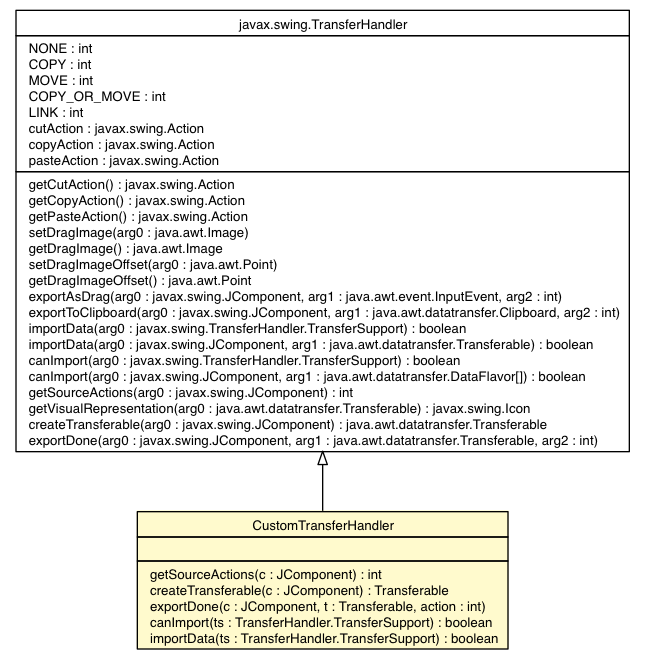 javax.swing.TransferHandler
NONE : int
COPY : int
MOVE : int
COPY_OR_MOVE : int
LINK : int
cutAction : javax.swing.Action
copyAction : javax.swing.Action
pasteAction : javax.swing.Action
getCutAction() : javax.swing.Action
getCopyAction() : javax.swing.Action
getPasteAction() : javax.swing.Action
setDragImage(arg0 : java.awt.Image)
getDragImage() : java.awt.Image
setDragImageOffset(arg0 : java.awt.Point)
getDragImageOffset() : java.awt.Point
exportAsDrag(arg0 : javax.swing.JComponent, arg1 : java.awt.event.InputEvent, arg2 : int)
exportToClipboard(arg0 : javax.swing.JComponent, arg1 : java.awt.datatransfer.Clipboard, arg2 : int)
importData(arg0 : javax.swing.TransferHandler.TransferSupport) : boolean
importData(arg0 : javax.swing.JComponent, arg1 : java.awt.datatransfer.Transferable) : boolean
canImport(arg0 : javax.swing.TransferHandler.TransferSupport) : boolean
canImport(arg0 : javax.swing.JComponent, arg1 : java.awt.datatransfer.DataFlavor[]) : boolean
getSourceActions(arg0 : javax.swing.JComponent) : int
getVisualRepresentation(arg0 : java.awt.datatransfer.Transferable) : javax.swing.Icon
createTransferable(arg0 : javax.swing.JComponent) : java.awt.datatransfer.Transferable
exportDone(arg0 : javax.swing.JComponent, arg1 : java.awt.datatransfer.Transferable, arg2 : int)
CustomTransferHandler
getSourceActions(c : JComponent) : int
createTransferable(c : JComponent) : Transferable
exportDone(c : JComponent, t : Transferable, action : int)
canImport(ts : TransferHandler.TransferSupport) : boolean
importData(ts : TransferHandler.TransferSupport) : boolean